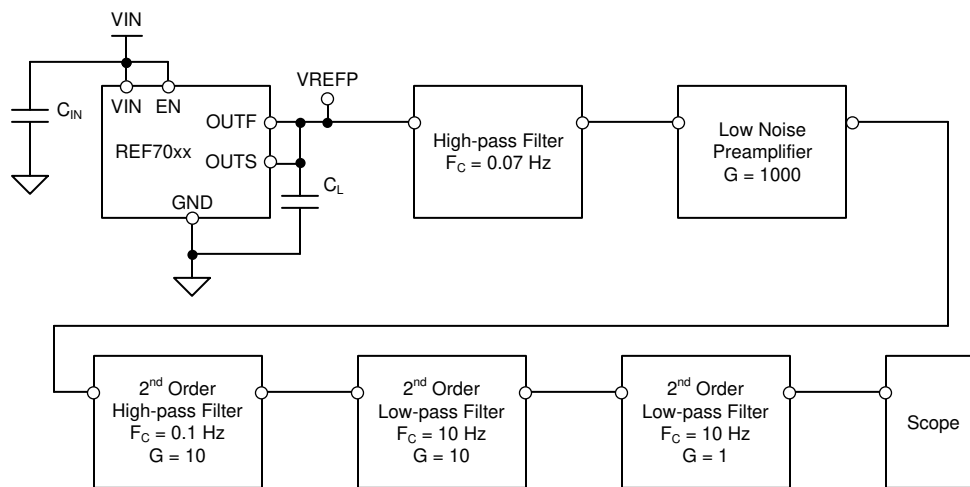 VIN
C_IN
VIN
EN
REF70xx
OUTF
OUTS
GND
C_L
VREFP
High-pass Filter
F_C = 0.07 Hz
Low Noise
Preamplifier
G = 1000
2nd Order
High-pass Filter
F_C = 0.1 Hz
G = 10
2nd Order
Low-pass Filter
F_C = 10 Hz
G = 10
2nd Order
Low-pass Filter
F_C = 10 Hz
G = 1
Scope